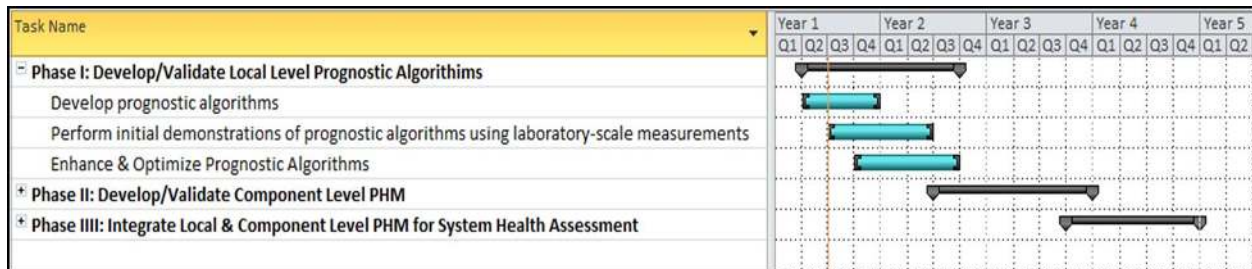 Task Name
Year 1 Year 2 Year 3 Year 4 Year 5
Q1 Q2 Q3 Q4 Q1 Q2 Q3 Q4 Q1 Q2 Q3 Q4 Q1 Q2 Q3 Q4 Q1 Q2
Phase I: Develop/Validate Local Level Prognostic Algorithims
Develop prognostic algorithms
Perform initial demonstrations of prognostic algorithms using laboratory-scale measurements
Enhance & Optimize Prognostic Algorithms
Phase II: Develop/Validate Component Level PHM
Phase IIII: Integrate Local & Component Level PHM for System Health Assessment